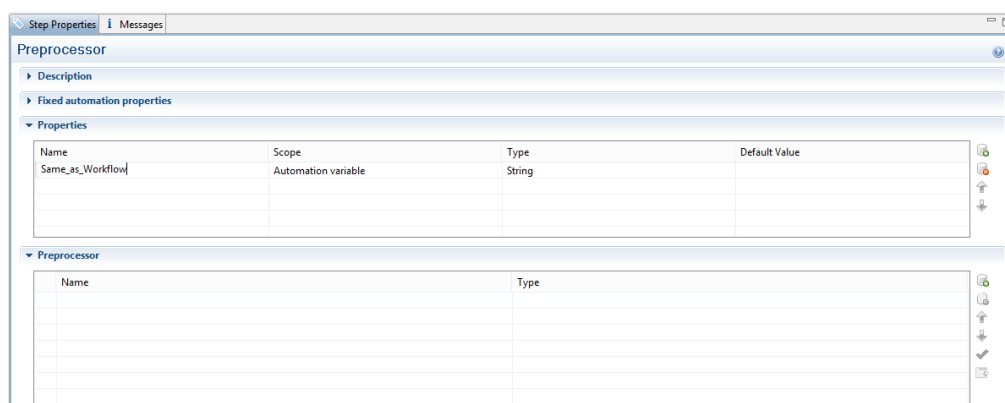 Step Properties i Messages
Preprocessor
Description
Fixed automation properties
Properties
Name Scope Type Default Value
Same_as_Workflow Automation variable String
Preprocessor
Name Type